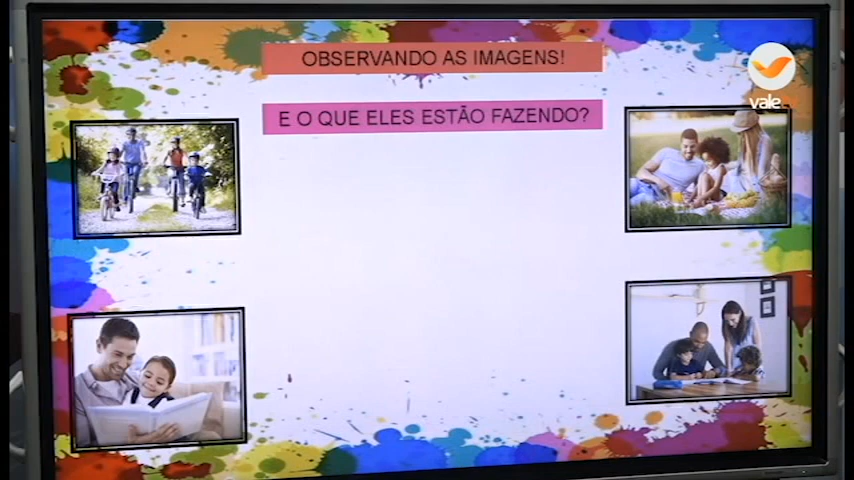 OBSERVANDO AS IMAGENS!
vale
E O QUE ELES ESTÃO FAZENDO?